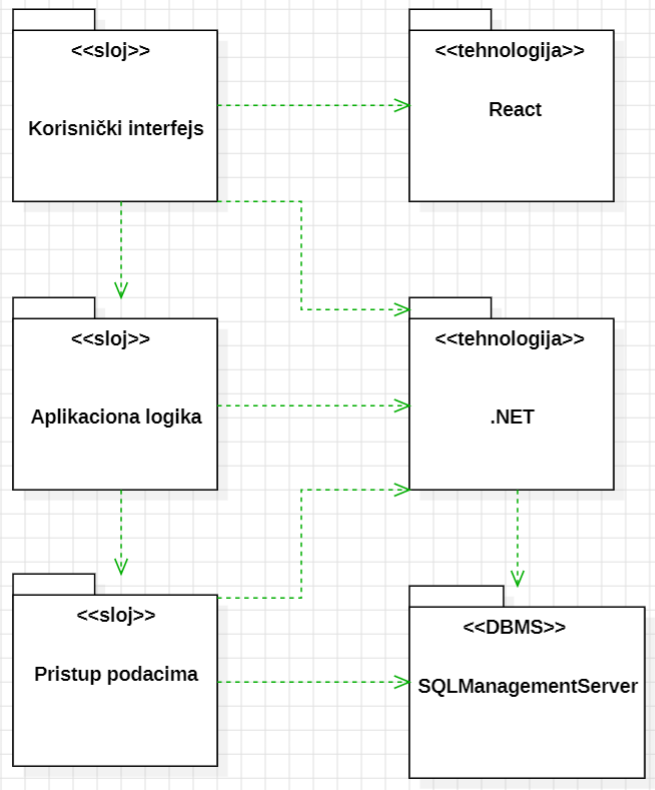 <<sloj>>
Korisnički interfejs
<<tehnologija>>
React
<<sloj>>
Aplikaciona logika
<<tehnologija>>
.NET
<<sloj>>
Pristup podacima
<<DBMS>>
SQLManagementServer